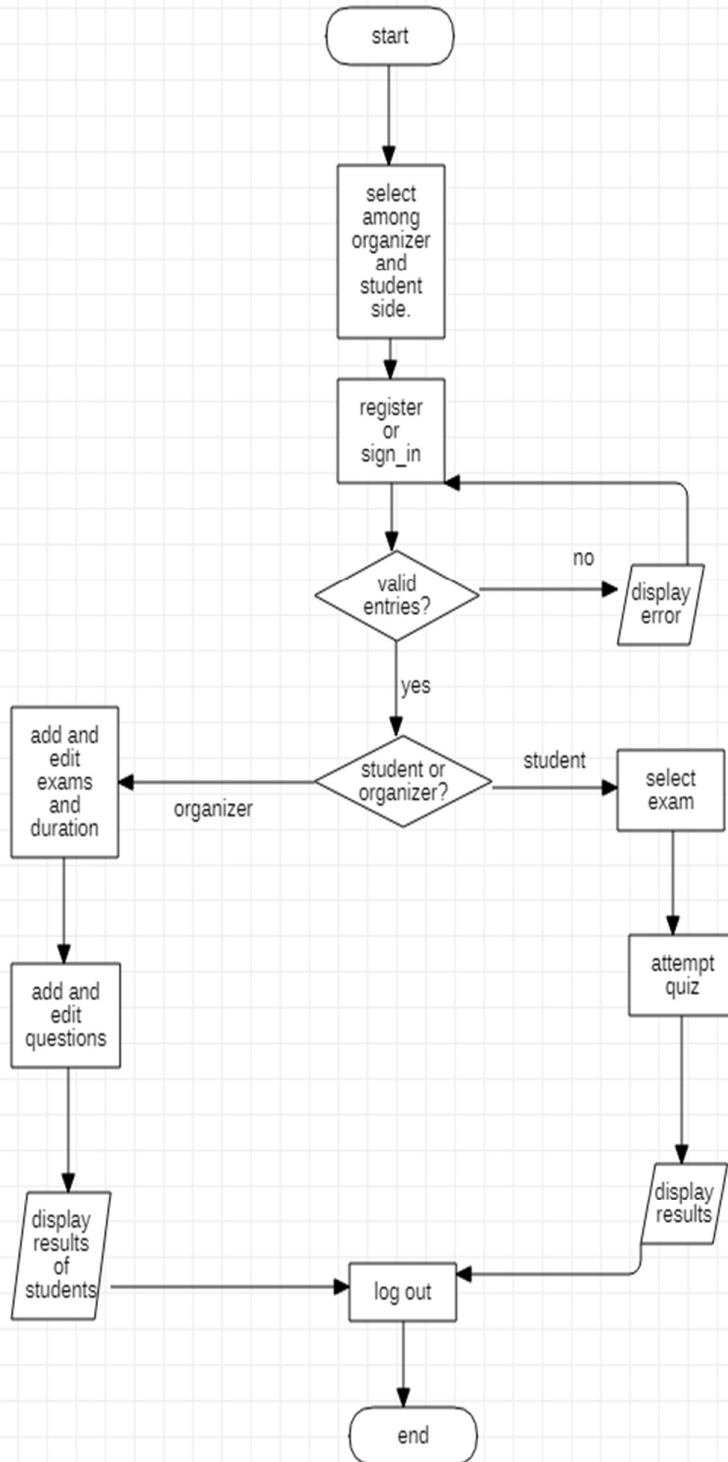 start
select
among
organizer
and
student
side.
register
or
sign_in
valid
entries?
no
display
error
yes
student or
organizer?
organizer
student
add and
edit
exams
and
duration
select
exam
add and
edit
questions
attempt
quiz
display
results
of
students
display
results
log out
end